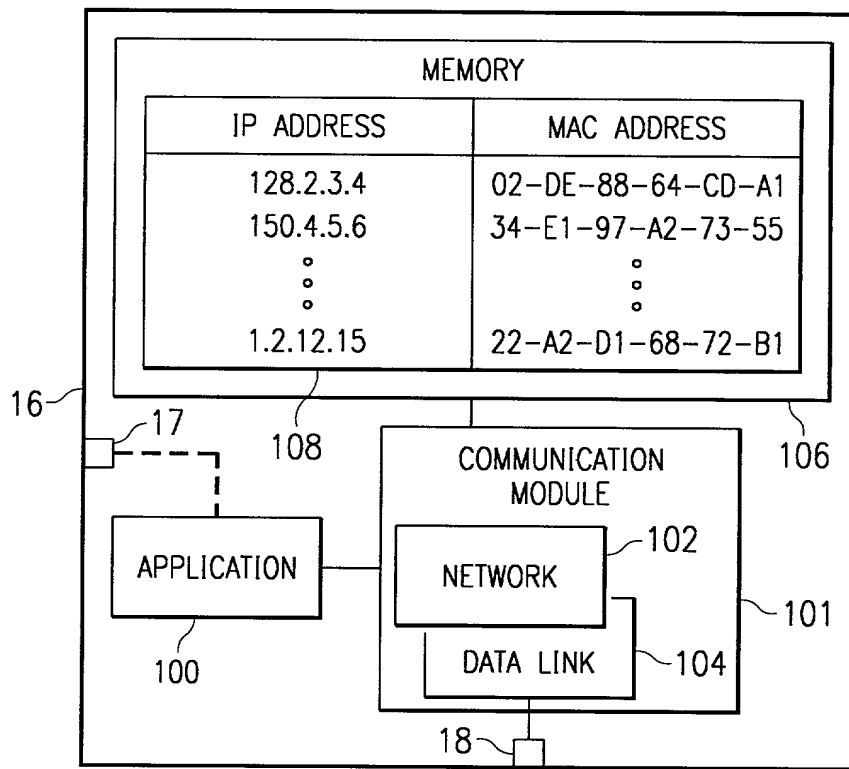 MEMORY
IP ADDRESS MAC ADDRESS
128.2.3.4 02-DE-88-64-CD-A1
150.4.5.6 34-E1-97-A2-73-55
1.2.12.15 22-A2-D1-68-72-B1
16
17
108
106
COMMUNICATION
MODULE
102
APPLICATION
NETWORK
101
100
DATA LINK
104
18